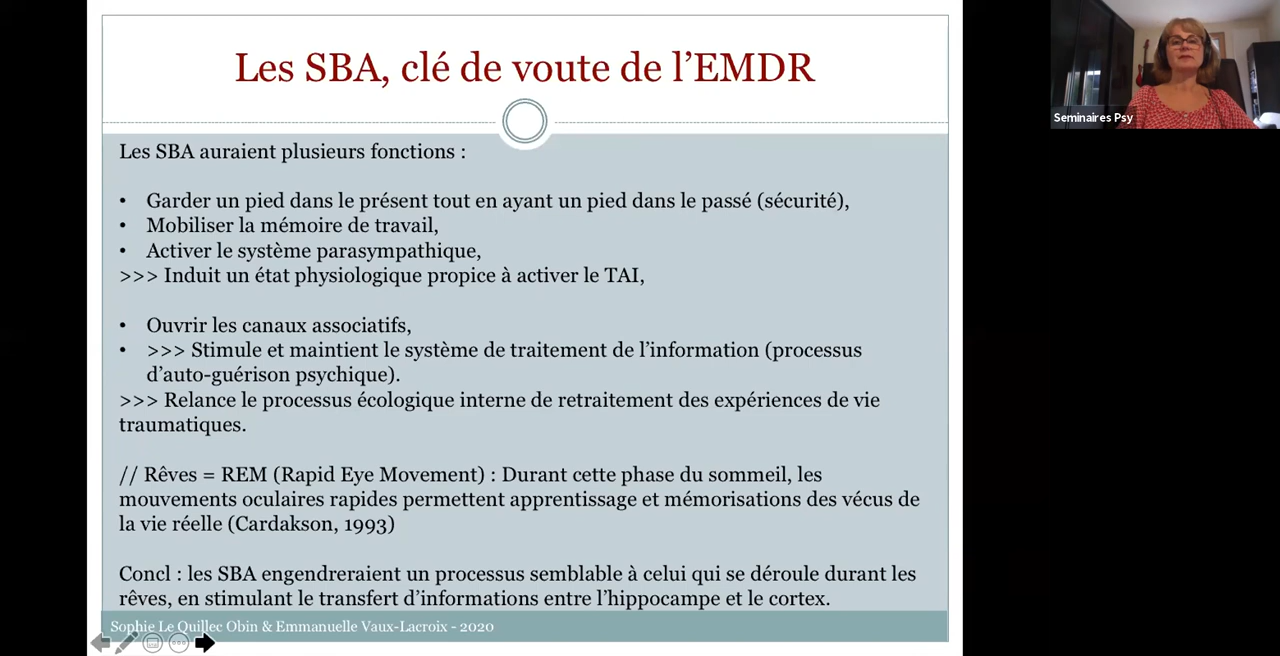 Les SBA, clé de voute de l'EMDR
Seminaires Psy
Les SBA auraient plusieurs fonctions :
• Garder un pied dans le présent tout en ayant un pied dans le passé (sécurité),
• Mobiliser la mémoire de travail,
• Activer le système parasympathique,
>>> Induit un état physiologique propice à activer le TAI,
• Ouvrir les canaux associatifs,
• >>> Stimule et maintient le système de traitement de l'information (processus
d'auto-guérison psychique).
>>> Relance le processus écologique interne de retraitement des expériences de vie
traumatiques.
// Rêves = REM (Rapid Eye Movement) : Durant cette phase du sommeil, les
mouvements oculaires rapides permettent apprentissage et mémorisations des vécus de
la vie réelle (Cardakson, 1993)
Concl : les SBA engendreraient un processus semblable à celui qui se déroule durant les
rêves, en stimulant le transfert d'informations entre l'hippocampe et le cortex.
Sophie Le Quillec Obin & Emmanuelle Vaux-Lacroix - 2020